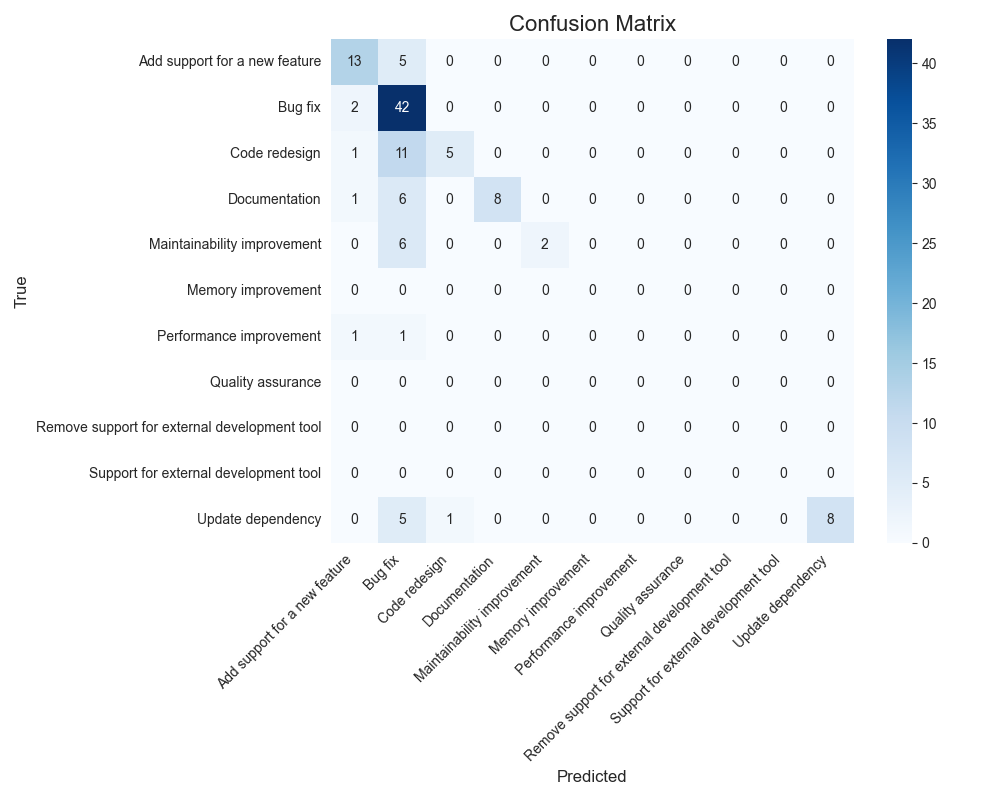 Confusion Matrix
Add support for a new feature 13 5 0 0 0 0 0 0 0 0 0
Bug fix 2 42 0 0 0 0 0 0 0 0 0
Code redesign 1 11 5 0 0 0 0 0 0 0 0
Documentation 1 6 0 8 0 0 0 0 0 0 0
Maintainability improvement 0 6 0 0 2 0 0 0 0 0 0
Memory improvement 0 0 0 0 0 0 0 0 0 0 0
Performance improvement 1 1 0 0 0 0 0 0 0 0 0
Quality assurance 0 0 0 0 0 0 0 0 0 0 0
Remove support for external development tool 0 0 0 0 0 0 0 0 0 0 0
Support for external development tool 0 0 0 0 0 0 0 0 0 0 0
Update dependency 0 5 1 0 0 0 0 0 0 0 8
True
Add support for a new feature
Bug fix
Code redesign
Documentation
Maintainability improvement
Memory improvement
Performance improvement
Quality assurance
Remove support for external development tool
Support for external development tool
Update dependency
Predicted
40
35
30
25
20
15
10
5
0